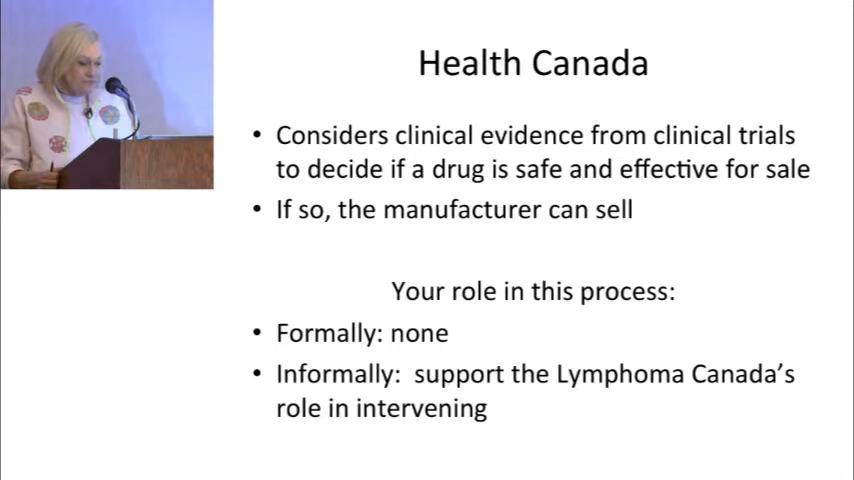 Health Canada
• Considers clinical evidence from clinical trials
to decide if a drug is safe and effective for sale
• If so, the manufacturer can sell
Your role in this process:
• Formally: none
• Informally:  support the Lymphoma Canada's
role in intervening